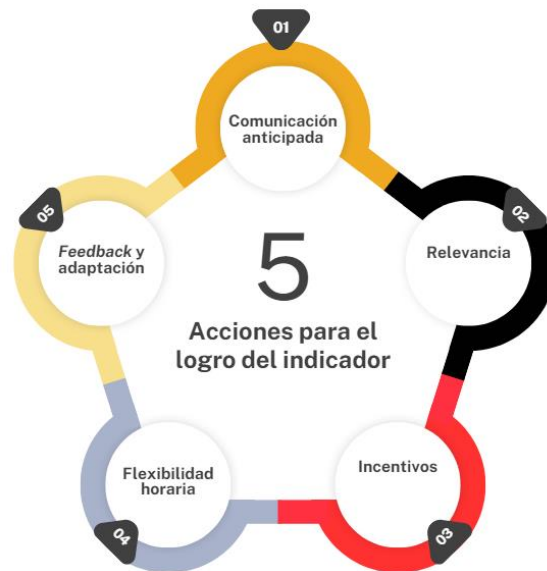 01
Comunicación
anticipada
02
Relevancia
03
Incentivos
04
Flexibilidad
horaria
05
Feedback y
adaptación
5
Acciones para el
logro del indicador